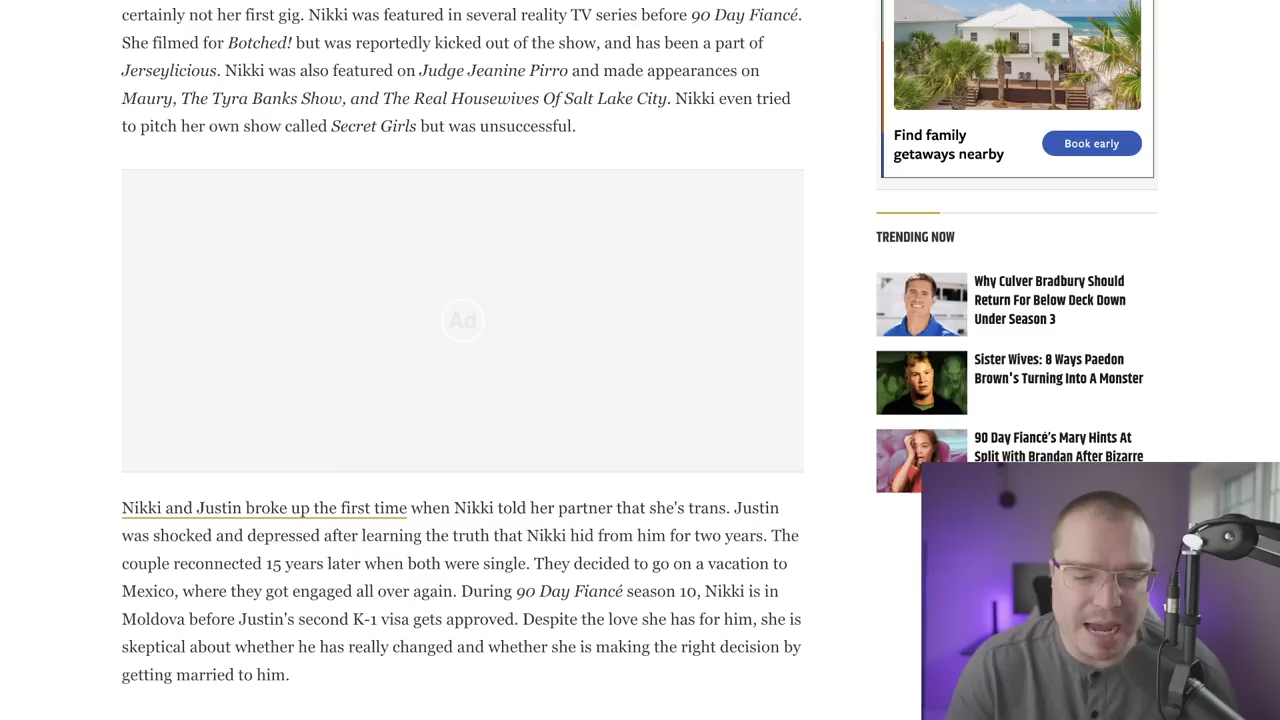 certainly not her first gig. Nikki was featured in several reality TV series before 90 Day Fiancé.
She filmed for Botched! but was reportedly kicked out of the show, and has been a part of
Jerseylicious. Nikki was also featured on Judge Jeanine Pirro and made appearances on
Maury, The Tyra Banks Show, and The Real Housewives Of Salt Lake City. Nikki even tried
to pitch her own show called Secret Girls but was unsuccessful.
Ad
Nikki and Justin broke up the first time when Nikki told her partner that she's trans. Justin
was shocked and depressed after learning the truth that Nikki hid from him for two years. The
couple reconnected 15 years later when both were single. They decided to go on a vacation to
Mexico, where they got engaged all over again. During 90 Day Fiancé season 10, Nikki is in
Moldova before Justin's second K-1 visa gets approved. Despite the love she has for him, she is
skeptical about whether he has really changed and whether she is making the right decision by
getting married to him.
Find family
getaways nearby
Book early
TRENDING NOW
Why Culver Bradbury Should
Return For Below Deck Down
Under Season 3
Sister Wives: 8 Ways Paedon
Brown's Turning Into A Monster
90 Day Fiancé's Mary Hints At
Split With Brandan After Bizarre